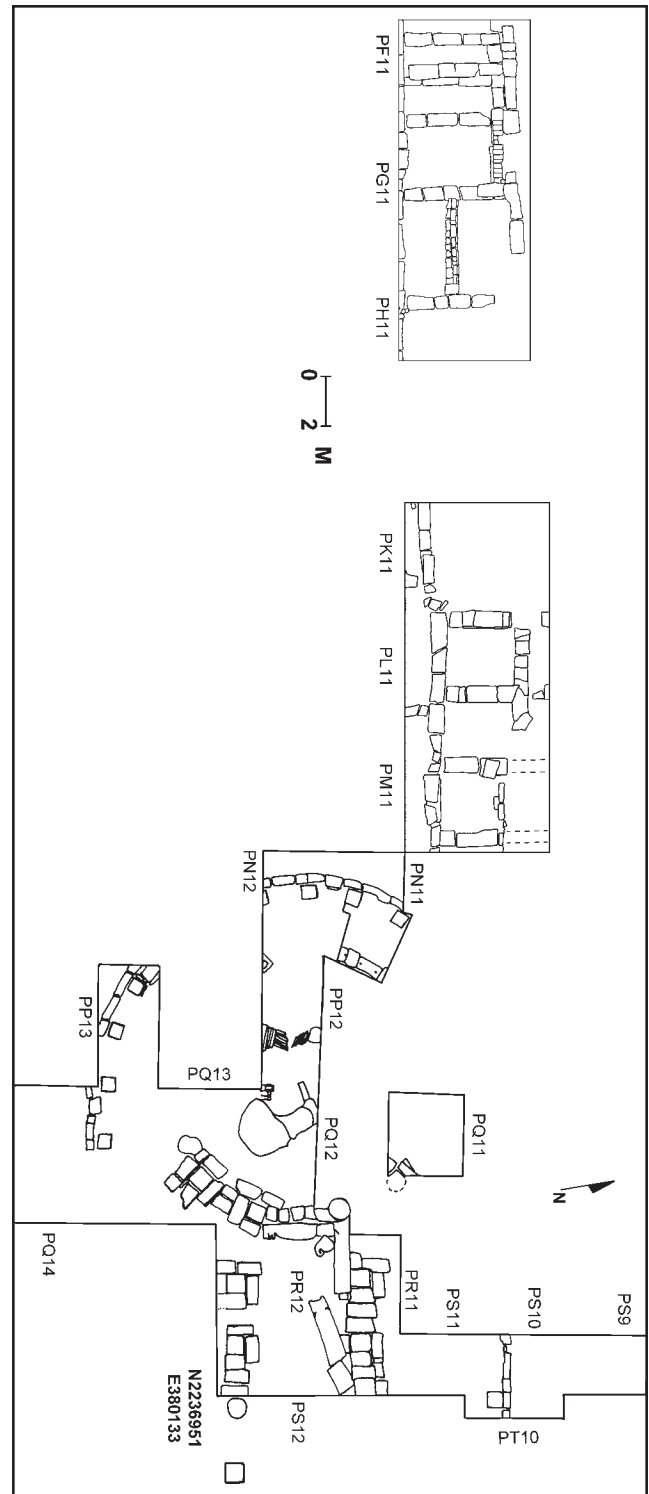 PF11
PG11
PH11
0 2 M
PK11
PL11
PM11
PN12
PN11
PP13
PP12
PQ13
PQ12
PQ11
N
PQ14
PR12
PR11
PS11
PS10
PS9
N2236951
E380133
PS12
PT10